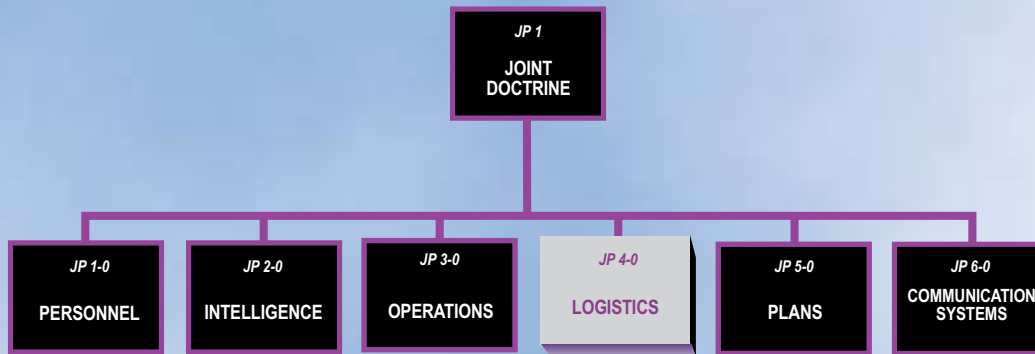 JP 1
JOINT
DOCTRINE
JP 1-0
PERSONNEL
JP 2-0
INTELLIGENCE
JP 3-0
OPERATIONS
JP 4-0
LOGISTICS
JP 5-0
PLANS
JP 6-0
COMMUNICATION
SYSTEMS